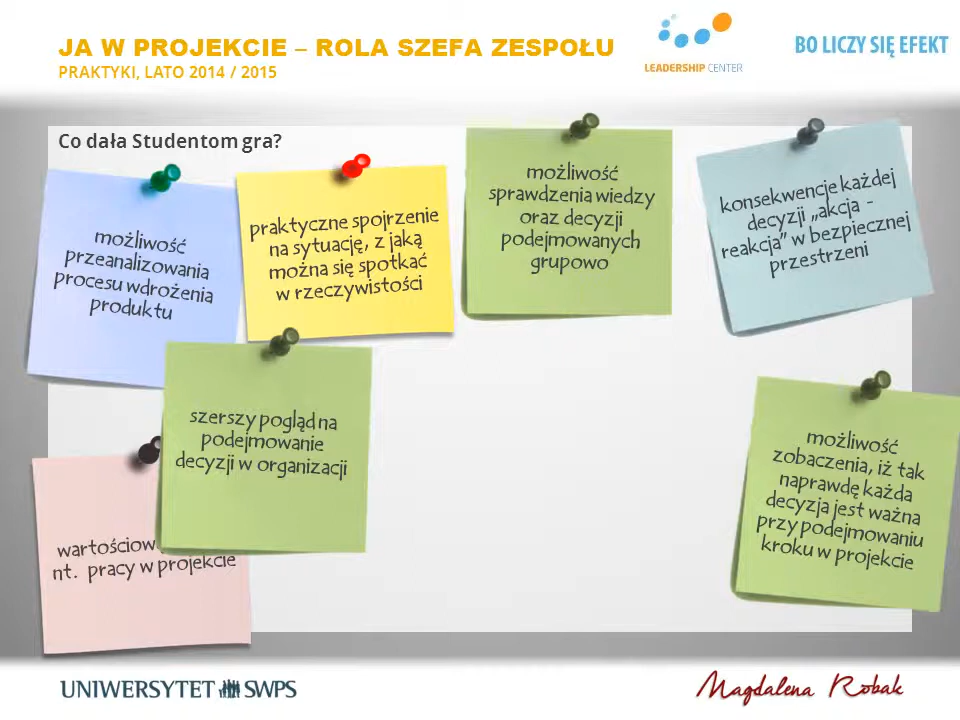 JA W PROJEKCIE – ROLA SZEFA ZESPOŁU
PRAKTYKI, LATO 2014 / 2015
LEADERSHIP CENTER
BO LICZY SIĘ EFEKT
Co dała Studentom gra?
możliwość
przeanalizowania
procesu wdrożenia
produktu
praktyczne spojrzenie
na sytuację, z jaką
można się spotkać
w rzeczywistości
możliwość
sprawdzenia wiedzy
oraz decyzji
podejmowanych
grupowo
konsekwencje każdej
decyzji „akcja -
reakcja” w bezpiecznej
przestrzeni
szerszy pogląd na
podejmowanie
decyzji w organizacji
nt. pracy w projekcie
możliwość
zobaczenia, iż tak
naprawdę każda
decyzja jest ważna
przy podejmowaniu
kroku w projekcie
UNIWERSYTET SWPS
Magdalena Robak